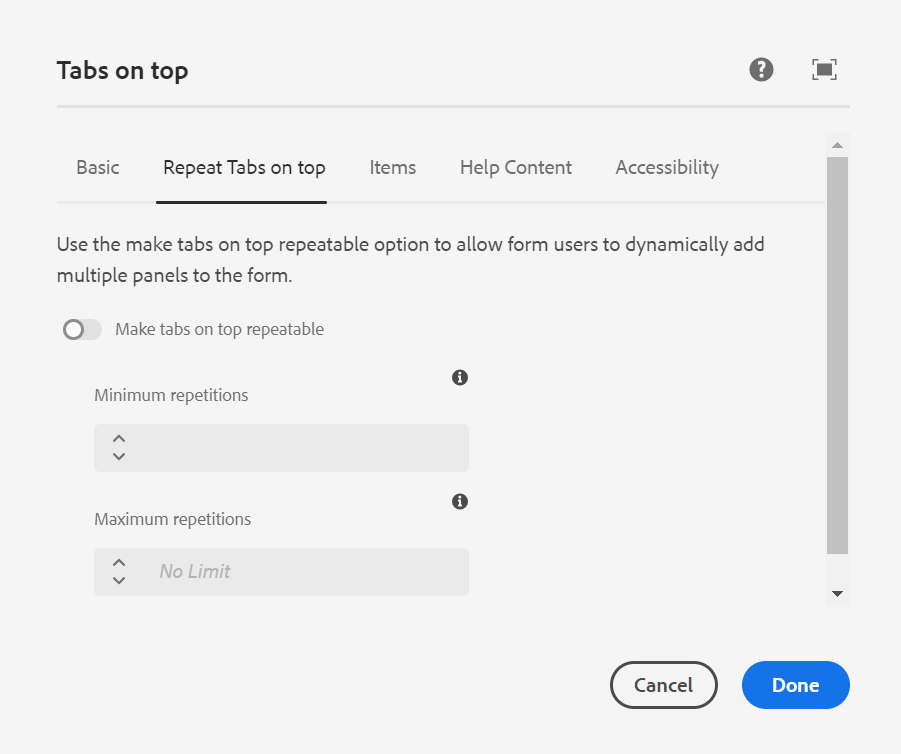 Tabs on top
Basic Repeat Tabs on top Items Help Content Accessibility
Use the make tabs on top repeatable option to allow form users to dynamically add
multiple panels to the form.
Make tabs on top repeatable
Minimum repetitions
Maximum repetitions
No Limit
Cancel Done